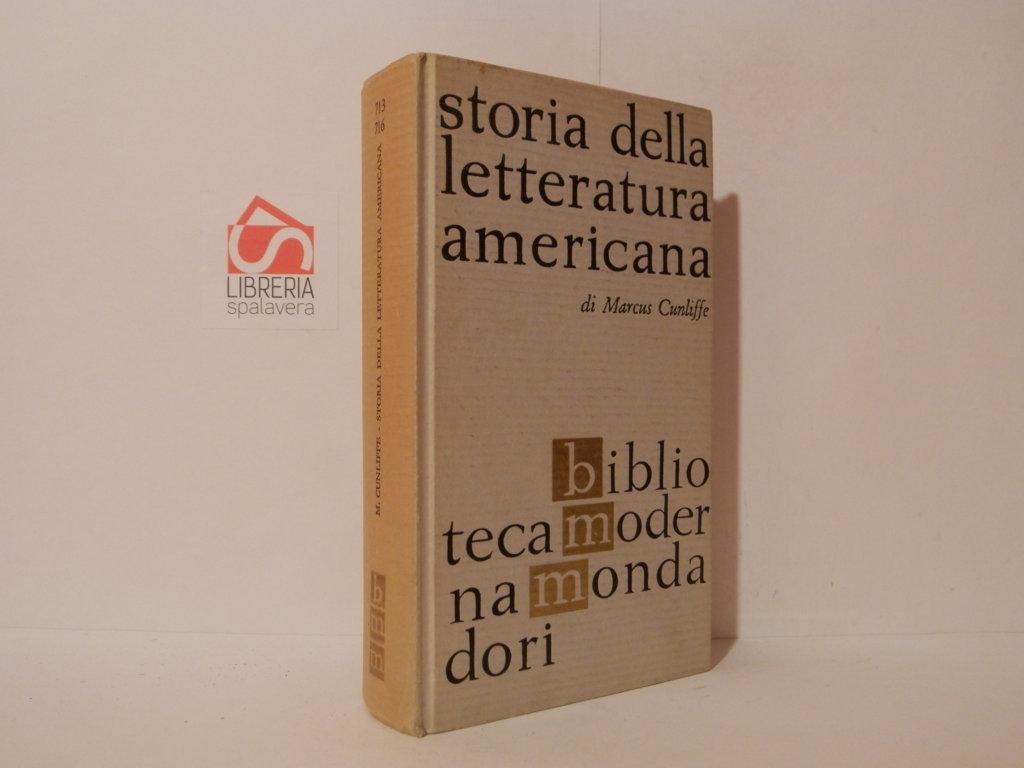 713
716
M. CUNLIFFE - STORIA DELLA LETTERATURA AMERICANA
b
m
m
storia della
letteratura
americana
di Marcus Cunliffe
biblio
teca moder
na monda
dori
LIBRERIA
spalavera